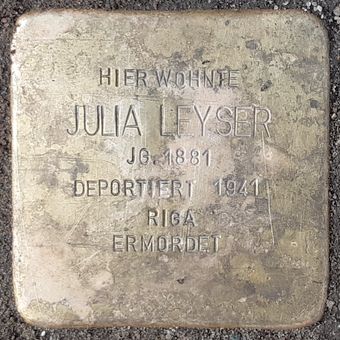 HIER WOHNTE
JULIA LEYSER
JG. 1881
DEPORTIERT 1941
RIGA
ERMORDET